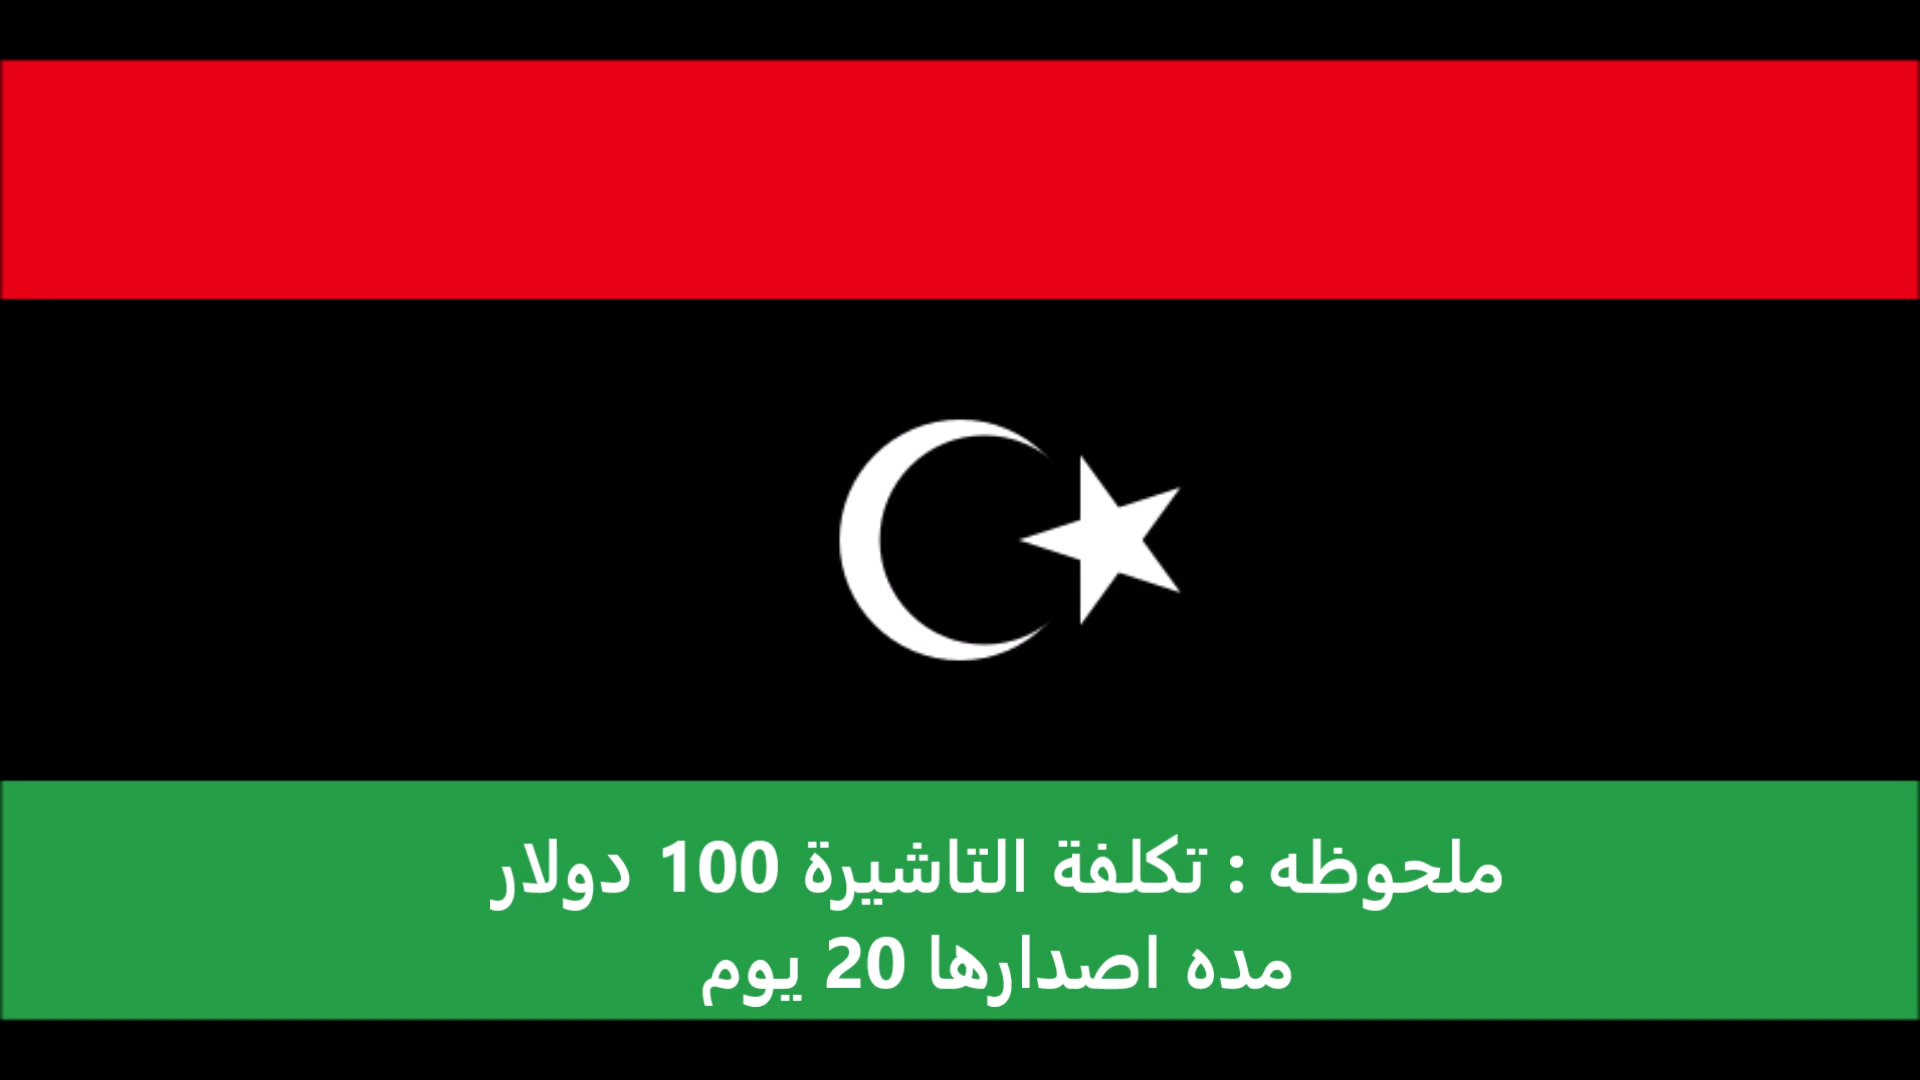 ملحوظه : تكلفة التاشيرة 100 دولار
مده اصدارها 20 يوم